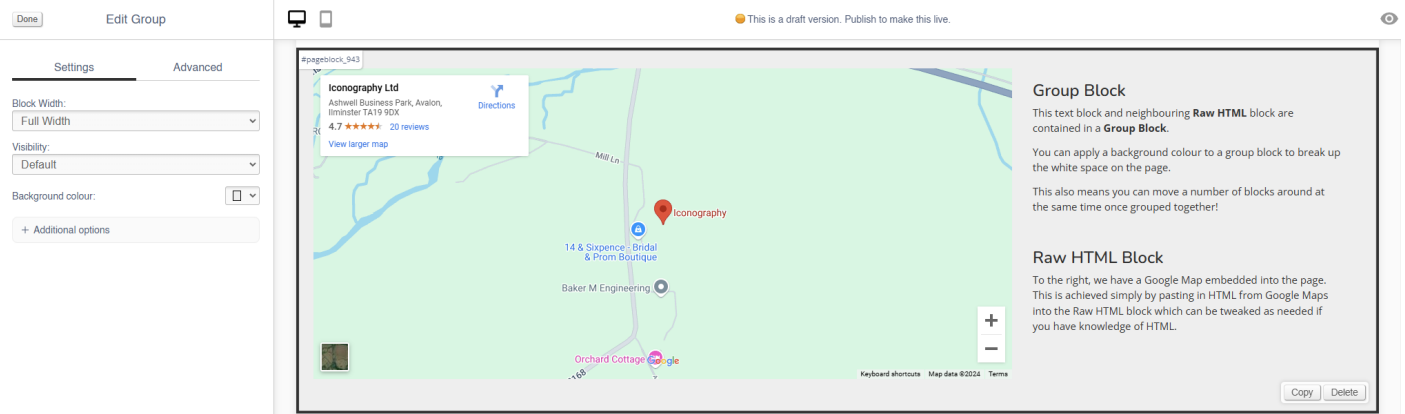 Done
Edit Group
This is a draft version. Publish to make this live.
Settings
Advanced
Block Width:
Full Width
Visibility:
Default
Background colour:
+ Additional options
#pageblock_943
Iconography Ltd
Ashwell Business Park, Avalon,
Ilminster TA19 9DX
Directions
4.7
20 reviews
View larger map
Mill Ln
Iconography
14 & Sixpence - Bridal
& Prom Boutique
Baker M Engineering
Orchard Cottage
Google
Keyboard shortcuts
Map data ©2024
Terms
Group Block
This text block and neighbouring Raw HTML block are
contained in a Group Block.
You can apply a background colour to a group block to break up
the white space on the page.
This also means you can move a number of blocks around at
the same time once grouped together!
Raw HTML Block
To the right, we have a Google Map embedded into the page.
This is achieved simply by pasting in HTML from Google Maps
into the Raw HTML block which can be tweaked as needed if
you have knowledge of HTML.
Copy
Delete